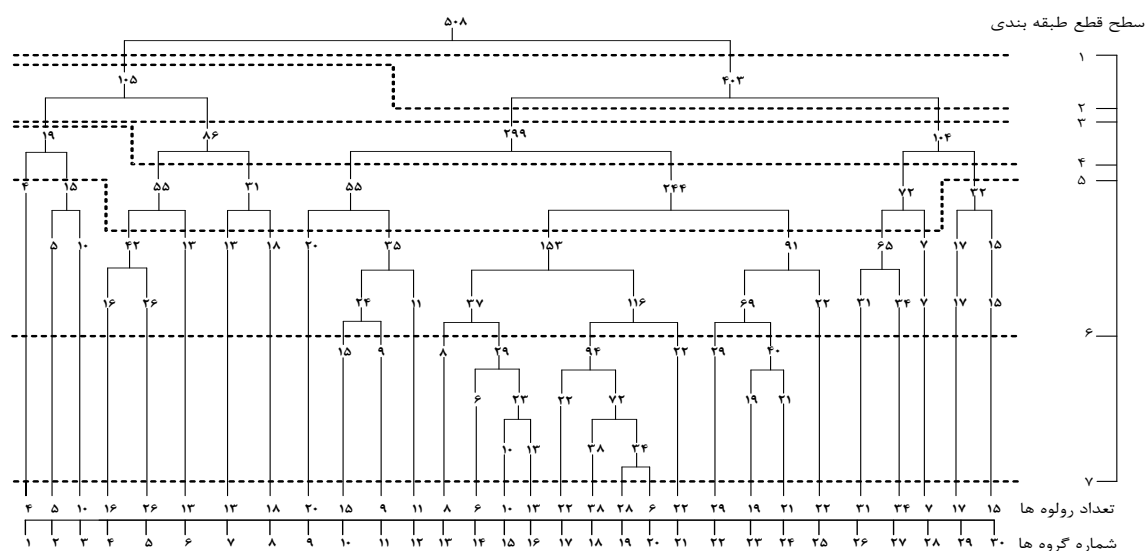 سطح قطع طبقه بندی
۵۰۸
۱
۱۰۵ ۴۰۳
۲
۳
۱۹ ۸۶ ۲۹۹ ۱۰۴
۴
۵
۴ ۱۵ ۵۵ ۳۱ ۵۵ ۲۴۴ ۷۲ ۳۲
۵ ۱۰ ۴۲ ۱۳ ۱۳ ۱۸ ۲۰ ۳۵ ۱۵۳ ۹۱ ۶۵ ۷ ۱۷ ۱۵
۱۶ ۲۶ ۲۴ ۱۱ ۳۷ ۱۱۶ ۶۹ ۲۲ ۳۱ ۳۴ ۷ ۱۷ ۱۵
۶
۱۵ ۹ ۸ ۲۹ ۹۴ ۲۲ ۲۹ ۴۰
۶ ۲۳ ۲۲ ۷۲ ۱۹ ۲۱
۱۰ ۱۳ ۳۸ ۳۴
۷
۴ ۵ ۱۰ ۱۶ ۲۶ ۱۳ ۱۳ ۱۸ ۲۰ ۱۵ ۹ ۱۱ ۸ ۶ ۱۰ ۱۳ ۲۲ ۳۸ ۲۸ ۶ ۲۲ ۲۹ ۱۹ ۲۱ ۲۲ ۳۱ ۳۴ ۷ ۱۷ ۱۵ تعداد رولوه ها
۱ ۲ ۳ ۴ ۵ ۶ ۷ ۸ ۹ ۱۰ ۱۱ ۱۲ ۱۳ ۱۴ ۱۵ ۱۶ ۱۷ ۱۸ ۱۹ ۲۰ ۲۱ ۲۲ ۲۳ ۲۴ ۲۵ ۲۶ ۲۷ ۲۸ ۲۹ ۳۰ شماره گروه ها